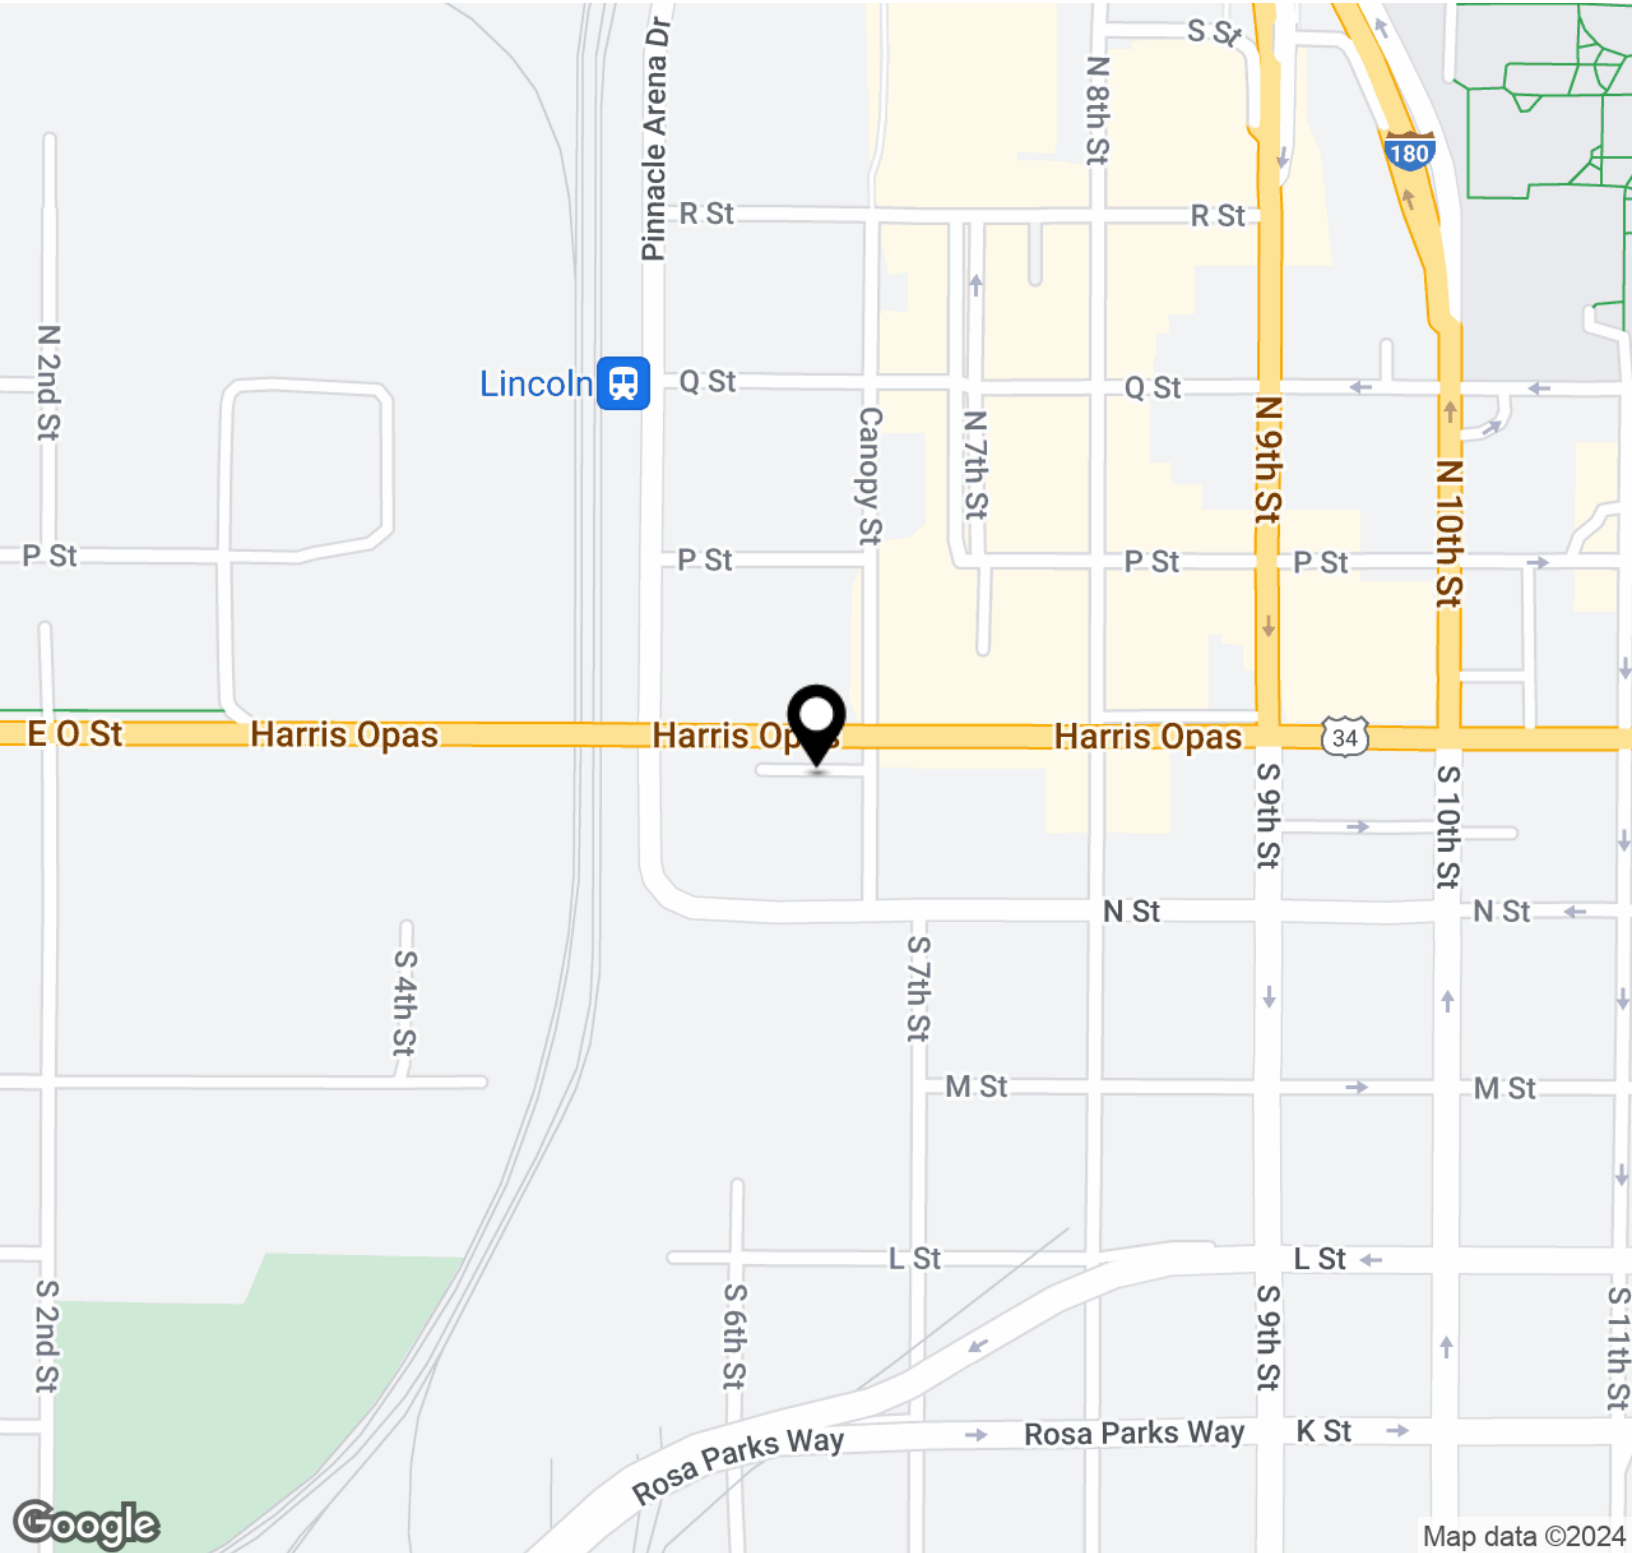 S St
Pinnacle Arena Dr
N 8th St
180
R St
R St
N 2nd St
Lincoln
Q St
Q St
Canopy St
N 7th St
N 9th St
N 10th St
P St
P St
P St
P St
E O St
Harris Opas
Harris Opas
Harris Opas
34
S 9th St
S 10th St
N St
N St
S 4th St
S 7th St
M St
M St
L St
L St
S 2nd St
S 6th St
S 9th St
S 11th St
Rosa Parks Way
Rosa Parks Way
K St
Google
Map data ©2024